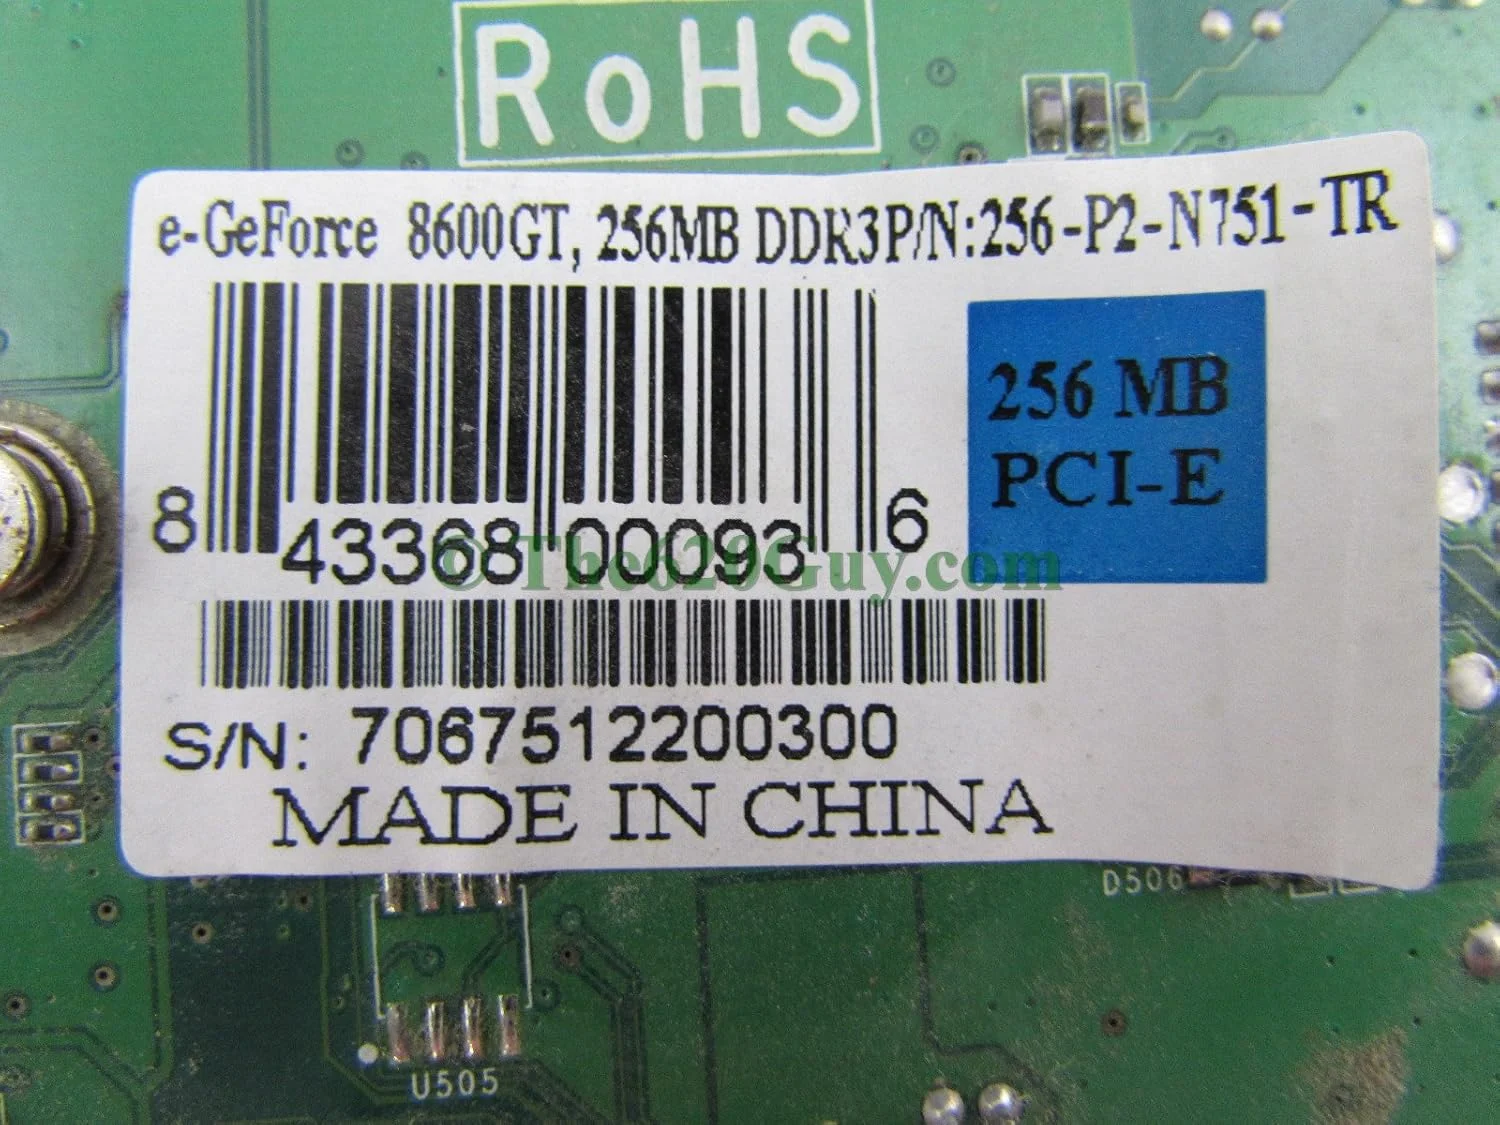 RoHS
e-GeForce 8600GT, 256MB DDR3P/N:256-P2-N751-TR
256 MB
PCI-E
8 43368 00093 6
© The620Guy.com
S/N: 7067512200300
MADE IN CHINA
D506
U505